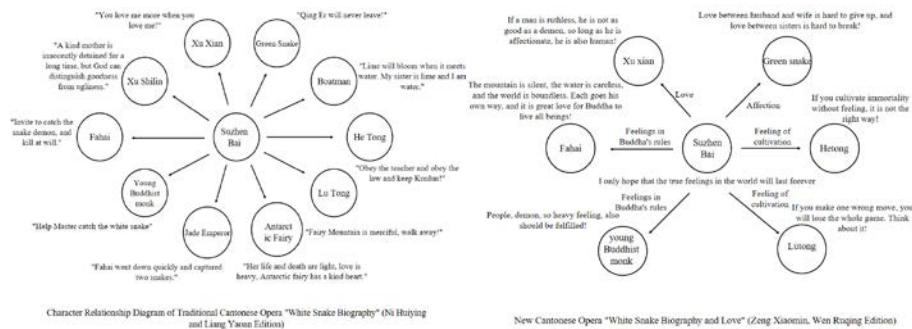 "You love me more when you
love me!"
Xu Xian
"Qing Er will never leave!"
Green Snake
"A kind mother is
innocently detained for a
long time, but God can
distinguish goodness
from ugliness."
Xu Shilin
Boatman
"Lime will bloom when it meets
water. My sister is lime and I am
water."
"Invite to catch the
snake demon, and
kill at will."
Fahai
Suzhen
Bai
He Tong
"Obey the teacher and obey the
law and keep Kunlun!"
Young
Buddhist
monk
Lu Tong
"Help Master catch the white snake"
Jade Emperor
Antarct
ic Fairy
"Fairy Mountain is merciful, walk away!"
"Fahai went down quickly and captured
two snakes."
"Her life and death are light, love is
heavy, Antarctic fairy has a kind heart."
Character Relationship Diagram of Traditional Cantonese Opera "White Snake Biography" (Ni Huiying
and Liang Yaoan Edition)
If a man is ruthless, he is not as
good as a demon, so long as he is
affectionate, he is also human!
Love between husband and wife is hard to give up, and
love between sisters is hard to break!
Xu xian
Green snake
The mountain is silent, the water is careless,
and the world is boundless. Each goes his
own way, and it is great love for Buddha to
live all beings!
Love
Affection
If you cultivate immortality
without feeling, it is not the
right way!
Fahai
Feelings in
Buddha's rules
Suzhen
Bai
Feeling of
cultivation
Hetong
I only hope that the true feelings in the world will last forever
Feelings in
Buddha's rules
Feeling of
cultivation
People, demon, so heavy feeling, also
should be fulfilled!
If you make one wrong move, you
will lose the whole game. Think
about it!
young
Buddhist
monk
Lutong
New Cantonese Opera "White Snake Biography and Love" (Zeng Xiaomin, Wen Ruqing Edition)